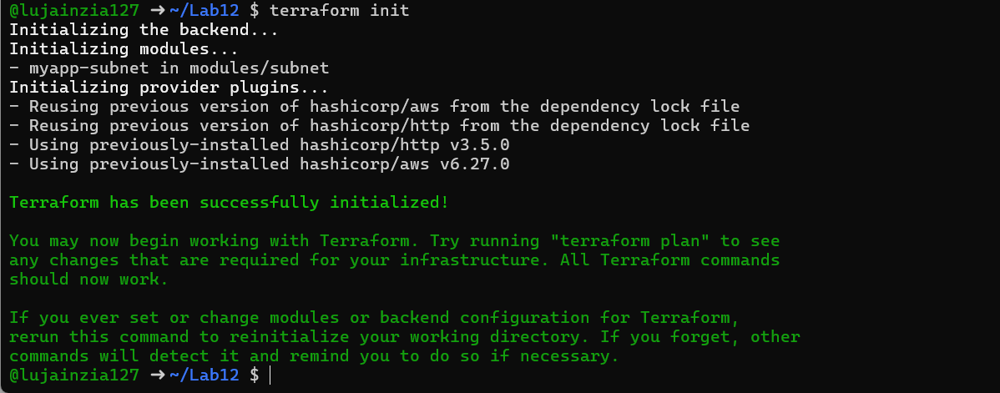 @lujainzia127 → ~/Lab12 $ terraform init
Initializing the backend...
Initializing modules...
- myapp-subnet in modules/subnet
Initializing provider plugins...
- Reusing previous version of hashicorp/aws from the dependency lock file
- Reusing previous version of hashicorp/http from the dependency lock file
- Using previously-installed hashicorp/http v3.5.0
- Using previously-installed hashicorp/aws v6.27.0
Terraform has been successfully initialized!
You may now begin working with Terraform. Try running "terraform plan" to see
any changes that are required for your infrastructure. All Terraform commands
should now work.
If you ever set or change modules or backend configuration for Terraform,
rerun this command to reinitialize your working directory. If you forget, other
commands will detect it and remind you to do so if necessary.
@lujainzia127 → ~/Lab12 $